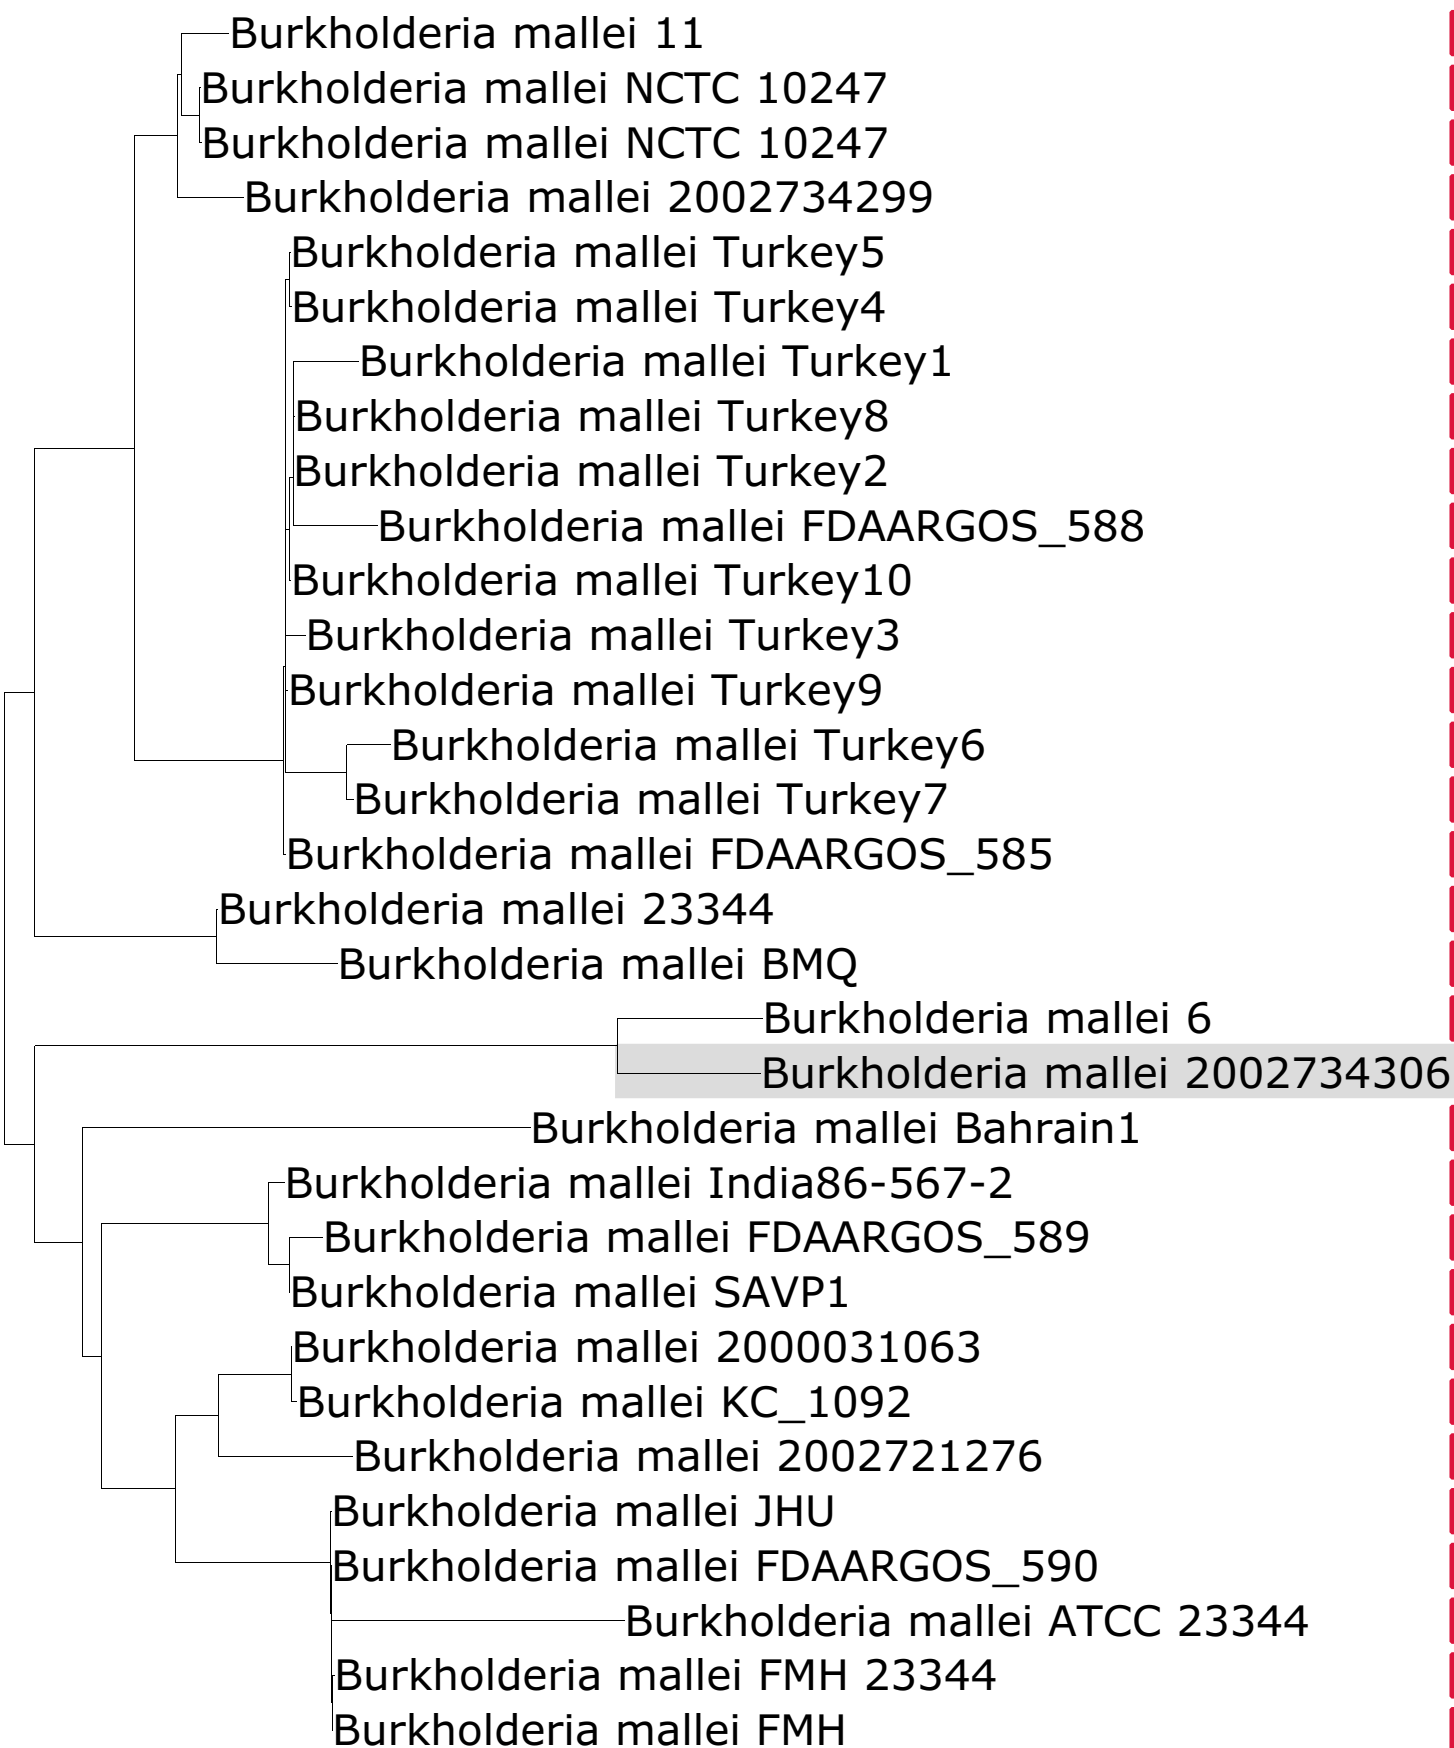 Burkholderia mallei 11
Burkholderia mallei NCTC 10247
Burkholderia mallei NCTC 10247
Burkholderia mallei 2002734299
Burkholderia mallei Turkey5
Burkholderia mallei Turkey4
Burkholderia mallei Turkey1
Burkholderia mallei Turkey8
Burkholderia mallei Turkey2
Burkholderia mallei FDAARGOS_588
Burkholderia mallei Turkey10
Burkholderia mallei Turkey3
Burkholderia mallei Turkey9
Burkholderia mallei Turkey6
Burkholderia mallei Turkey7
Burkholderia mallei FDAARGOS_585
Burkholderia mallei 23344
Burkholderia mallei BMQ
Burkholderia mallei 6
Burkholderia mallei 2002734306
Burkholderia mallei Bahrain1
Burkholderia mallei India86-567-2
Burkholderia mallei FDAARGOS_589
Burkholderia mallei SAVP1
Burkholderia mallei 2000031063
Burkholderia mallei KC_1092
Burkholderia mallei 2002721276
Burkholderia mallei JHU
Burkholderia mallei FDAARGOS_590
Burkholderia mallei ATCC 23344
Burkholderia mallei FMH 23344
Burkholderia mallei FMH